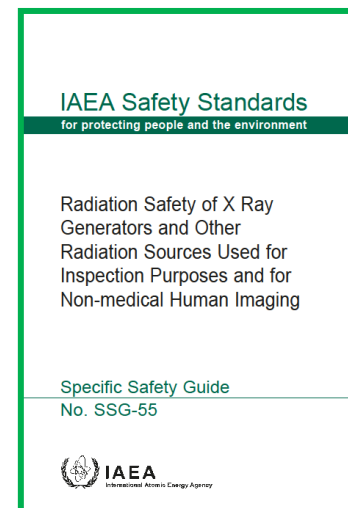 IAEA Safety Standards
for protecting people and the environment
Radiation Safety of X Ray
Generators and Other
Radiation Sources Used for
Inspection Purposes and for
Non-medical Human Imaging
Specific Safety Guide
No. SSG-55
IAEA
International Atomic Energy Agency